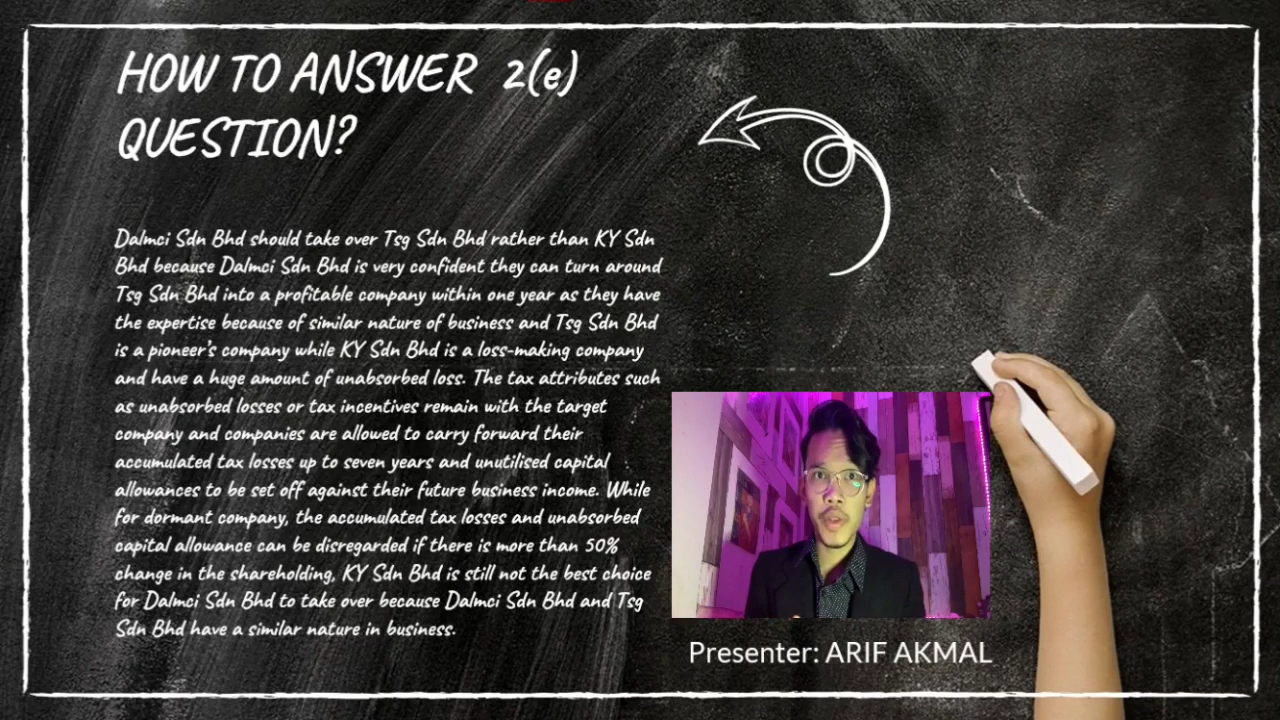 HOW TO ANSWER 2(e)
QUESTION?
Dalmci Sdn Bhd should take over Tsg Sdn Bhd rather than KY Sdn
Bhd because Dalmci Sdn Bhd is very confident they can turn around
Tsg Sdn Bhd into a profitable company within one year as they have
the expertise because of similar nature of business and Tsg Sdn Bhd
is a pioneer's company while KY Sdn Bhd is a loss-making company
and have a huge amount of unabsorbed loss. The tax attributes such
as unabsorbed losses or tax incentives remain with the target
company and companies are allowed to carry forward their
accumulated tax losses up to seven years and unutilised capital
allowances to be set off against their future business income. While
for dormant company, the accumulated tax losses and unabsorbed
capital allowance can be disregarded if there is more than 50%
change in the shareholding, KY Sdn Bhd is still not the best choice
for Dalmci Sdn Bhd to take over because Dalmci Sdn Bhd and Tsg
Sdn Bhd have a similar nature in business.
Presenter: ARIF AKMAL